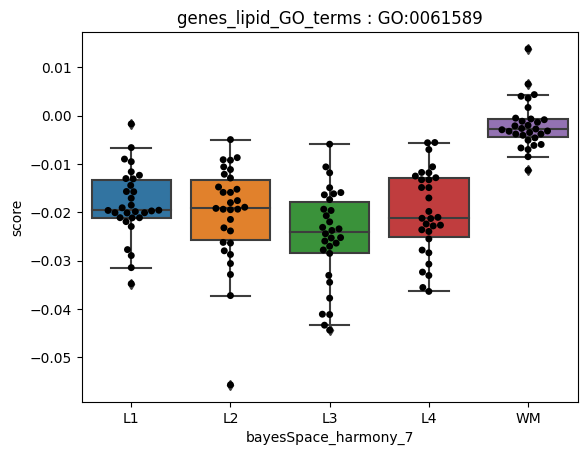 genes_lipid_GO_terms : GO:0061589
0.01
0.00
−0.01
−0.02
−0.03
−0.04
−0.05
score
L1 L2 L3 L4 WM
bayesSpace_harmony_7